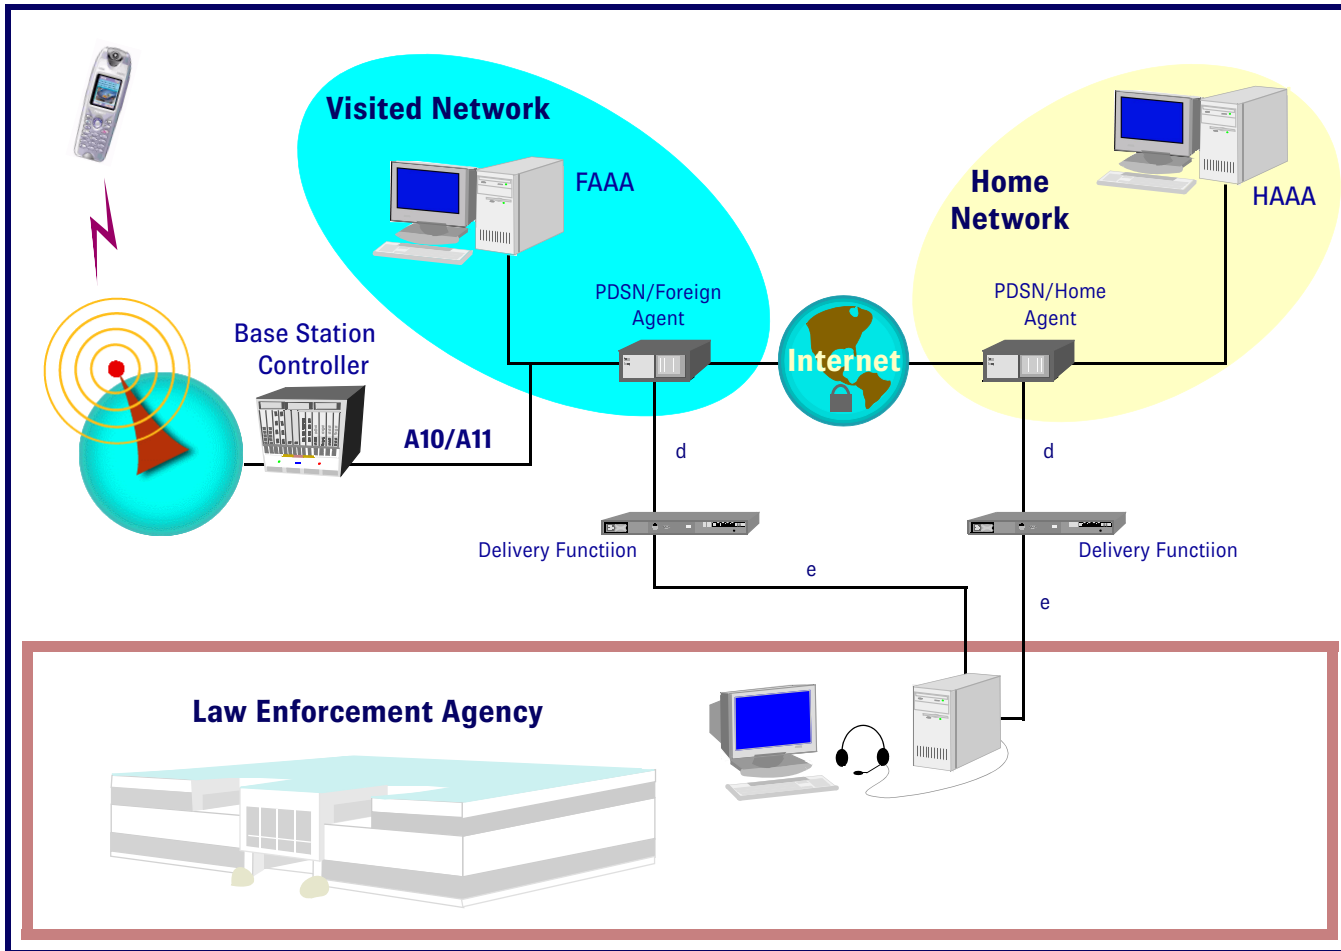 Visited Network
FAAA
Home
Network
HAAA
PDSN/Foreign
Agent
PDSN/Home
Agent
Base Station
Controller
Internet
A10/A11
d
d
Delivery Functiion
Delivery Functiion
e
e
Law Enforcement Agency